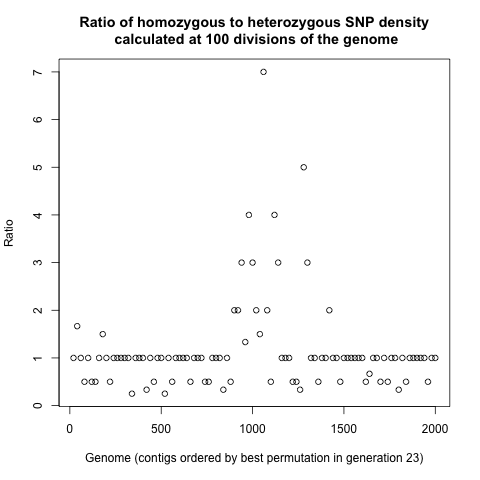 Ratio of homozygous to heterozygous SNP density
calculated at 100 divisions of the genome
Ratio
7
6
5
4
3
2
1
0
0 500 1000 1500 2000
Genome (contigs ordered by best permutation in generation 23)